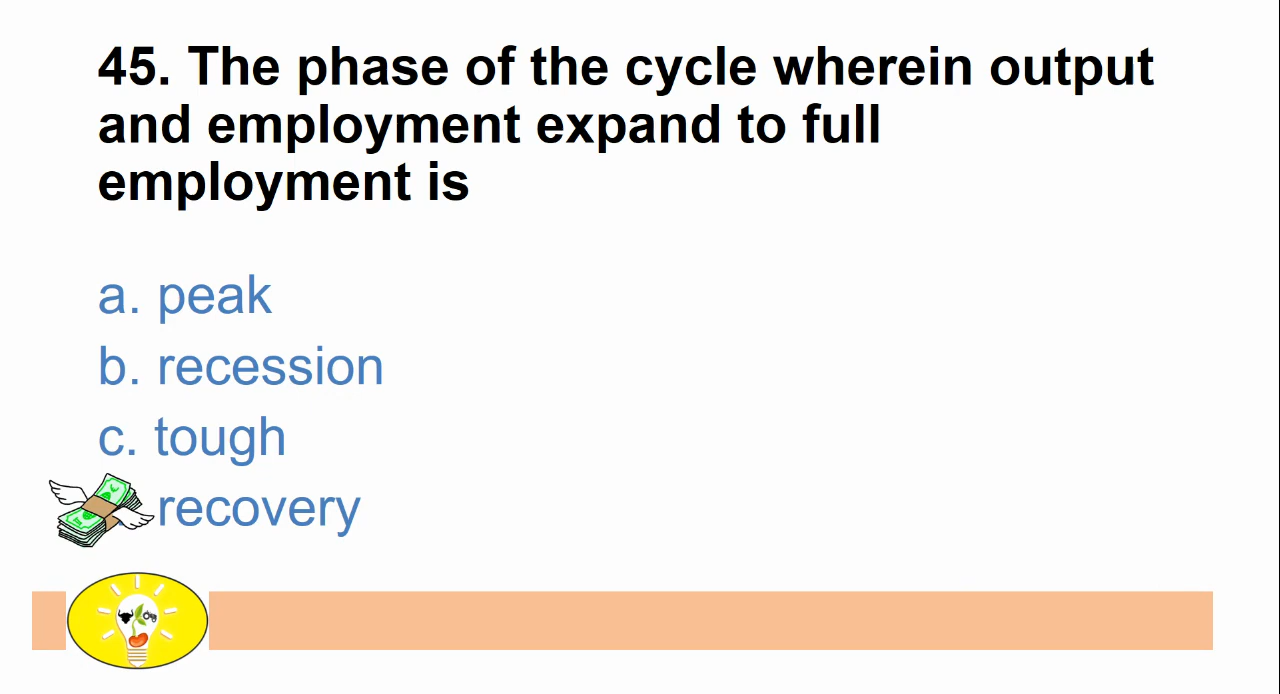 45. The phase of the cycle wherein output
and employment expand to full
employment is
a. peak
b. recession
c. tough
recovery